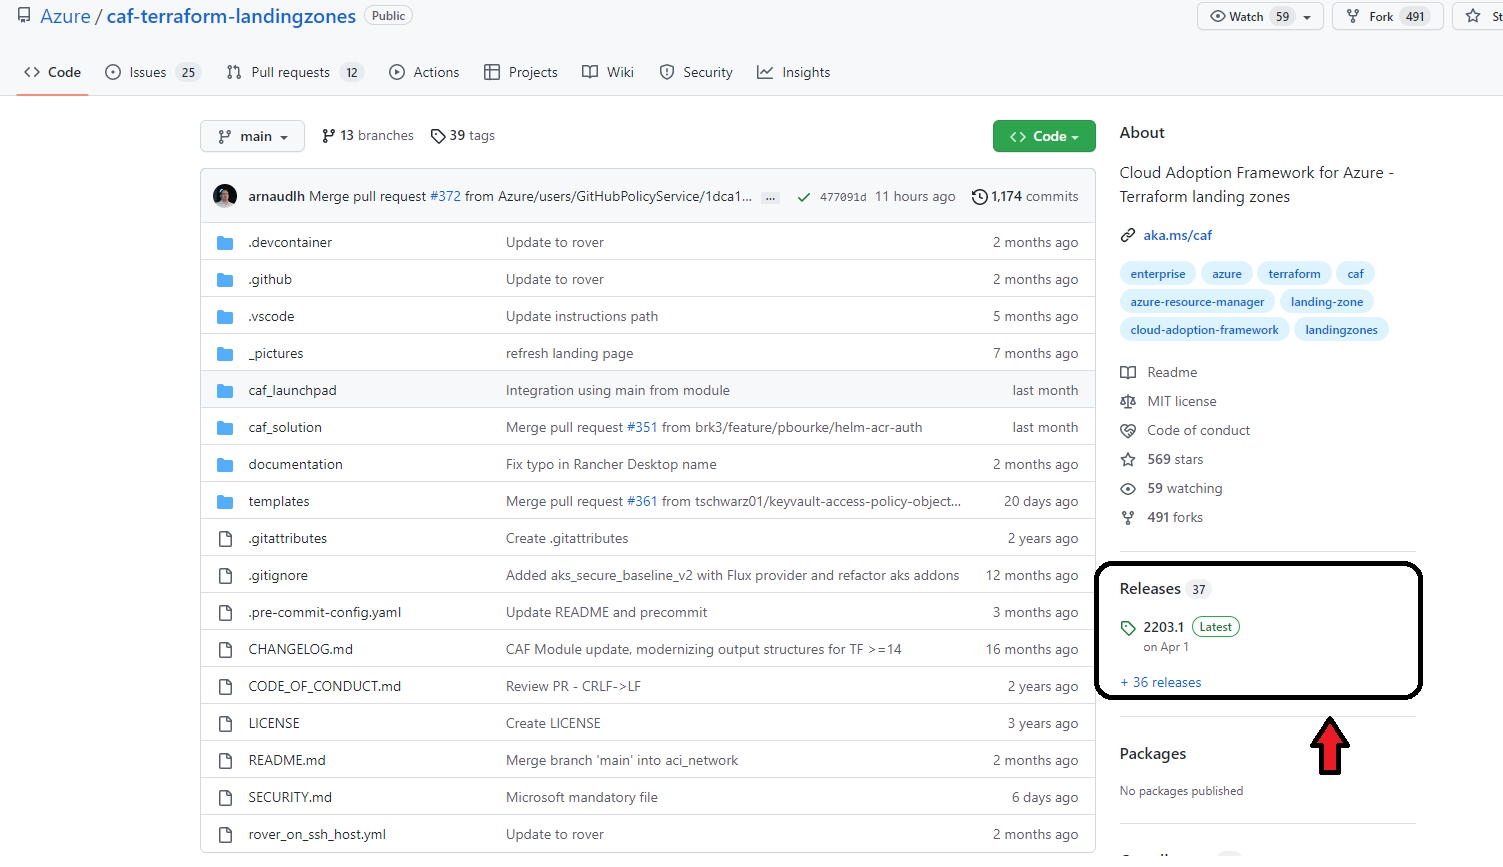 Azure / caf-terraform-landingzones Public
Watch 59 Fork 491 St
Code Issues 25 Pull requests 12 Actions Projects Wiki Security Insights
main 13 branches 39 tags Code
arnaudlh Merge pull request #372 from Azure/users/GitHubPolicyService/1dca1... ... 477091d 11 hours ago 1,174 commits
.devcontainer Update to rover 2 months ago
.github Update to rover 2 months ago
.vscode Update instructions path 5 months ago
_pictures refresh landing page 7 months ago
caf_launchpad Integration using main from module last month
caf_solution Merge pull request #351 from brk3/feature/pbourke/helm-acr-auth last month
documentation Fix typo in Rancher Desktop name 2 months ago
templates Merge pull request #361 from tschwarz01/keyvault-access-policy-object... 20 days ago
.gitattributes Create .gitattributes 2 years ago
.gitignore Added aks_secure_baseline_v2 with Flux provider and refactor aks addons 12 months ago
.pre-commit-config.yaml Update README and precommit 3 months ago
CHANGELOG.md CAF Module update, modernizing output structures for TF >=14 16 months ago
CODE_OF_CONDUCT.md Review PR - CRLF->LF 2 years ago
LICENSE Create LICENSE 3 years ago
README.md Merge branch 'main' into aci_network 2 months ago
SECURITY.md Microsoft mandatory file 6 days ago
rover_on_ssh_host.yml Update to rover 2 months ago
About
Cloud Adoption Framework for Azure -
Terraform landing zones
aka.ms/caf
enterprise azure terraform caf
azure-resource-manager landing-zone
cloud-adoption-framework landingzones
Readme
MIT license
Code of conduct
569 stars
59 watching
491 forks
Releases 37
2203.1 Latest
on Apr 1
+ 36 releases
Packages
No packages published